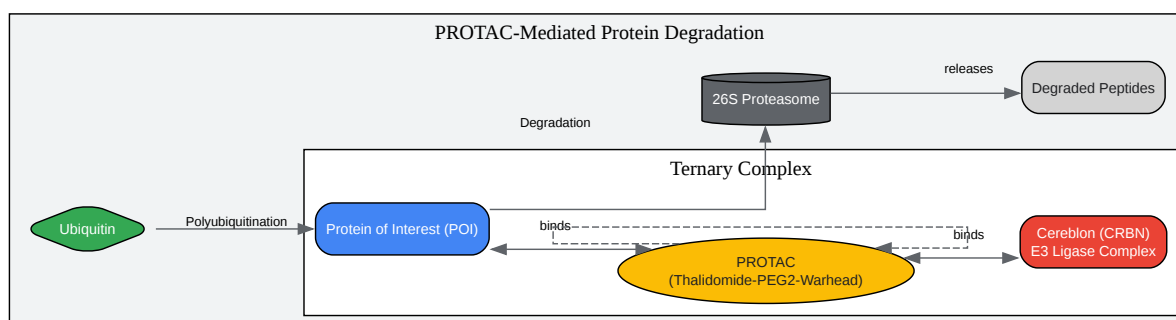 PROTAC-Mediated Protein Degradation
releases
26S Proteasome
Degraded Peptides
Degradation
Ternary Complex
Ubiquitin
Polyubiquitination
Protein of Interest (POI)
binds
binds
PROTAC
(Thalidomide-PEG2-Warhead)
Cereblon (CRBN)
E3 Ligase Complex